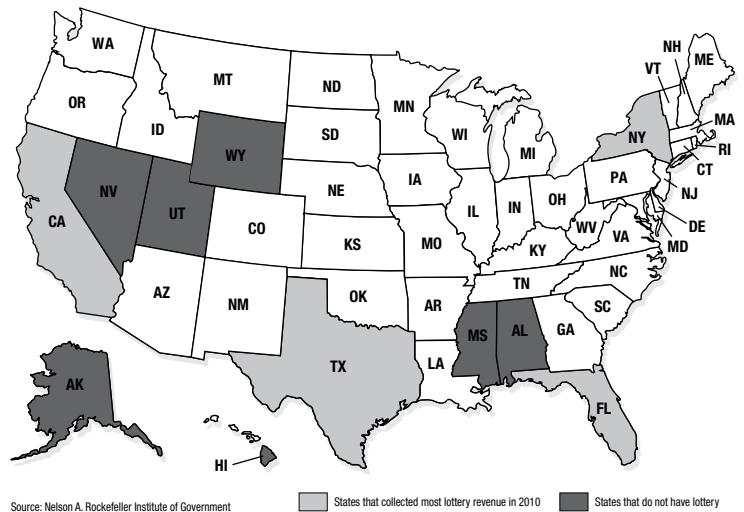 WA
MT
ND
MN
OR
ID
SD
WI
MI
NH
VT
ME
NY
MA
RI
CT
WY
NE
IA
PA
NJ
NV
UT
CO
IL
IN
OH
WV
DE
MD
CA
KS
MO
KY
VA
AZ
NM
OK
AR
TN
NC
SC
MS
AL
GA
TX
LA
FL
AK
HI
Source: Nelson A. Rockefeller Institute of Government
States that collected most lottery revenue in 2010
States that do not have lottery